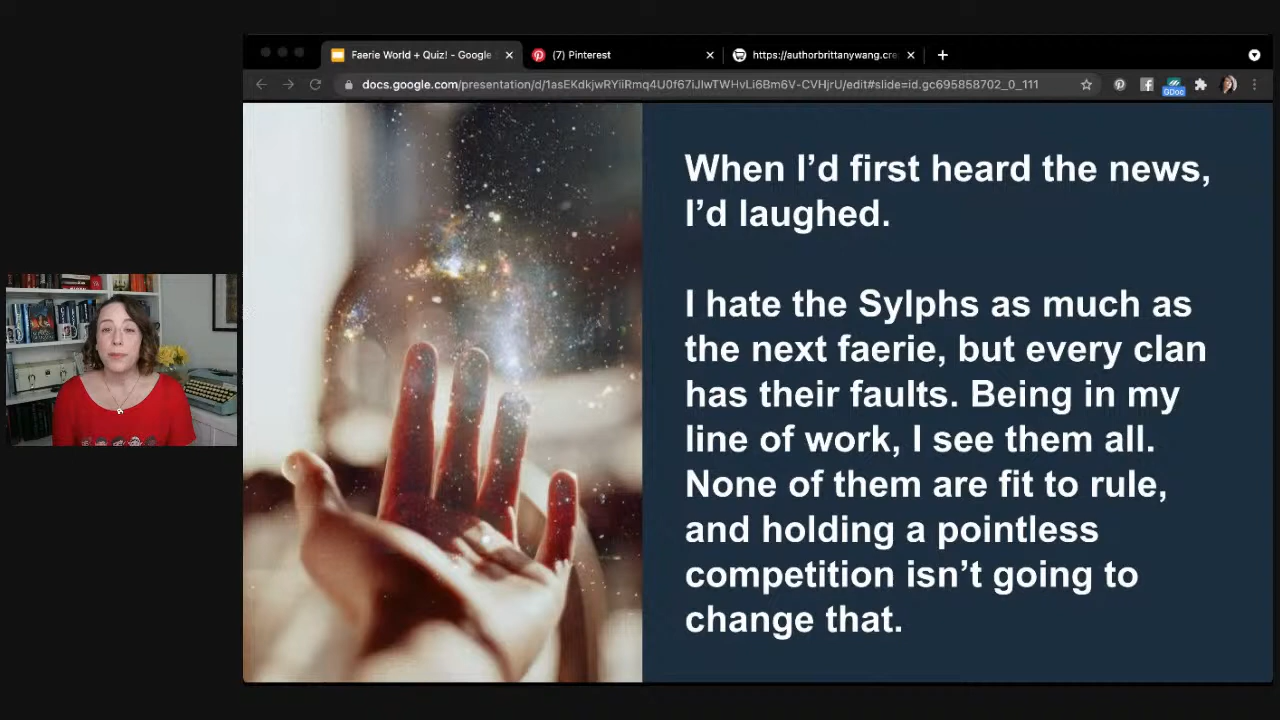 Faerie World + Quiz! - Google
(7) Pinterest
https://authorbrittanywang.cre
docs.google.com/presentation/d/1asEKdkjwRYiiRmq4U0f67iJlwTWHvLi6Bm6V-CVHjrU/edit#slide=id.gc695858702_0_111
GDoc
When I’d first heard the news,
I’d laughed.
I hate the Sylphs as much as
the next faerie, but every clan
has their faults. Being in my
line of work, I see them all.
None of them are fit to rule,
and holding a pointless
competition isn’t going to
change that.